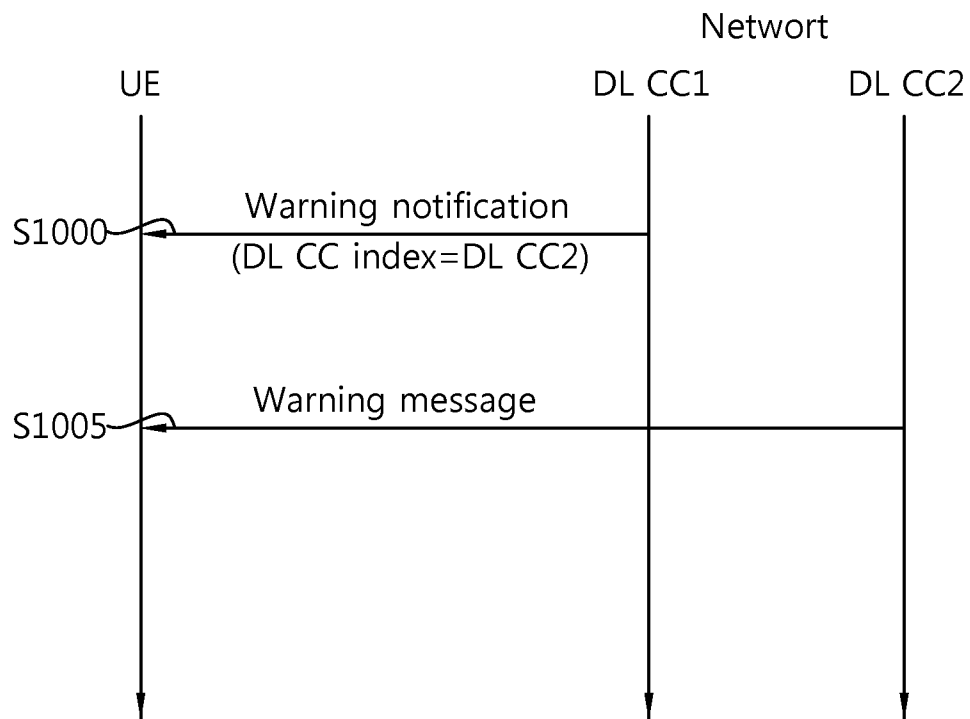 Networt
UE
DL CC1
DL CC2
Warning notification
S1000
(DL CC index=DL CC2)
Warning message
S1005